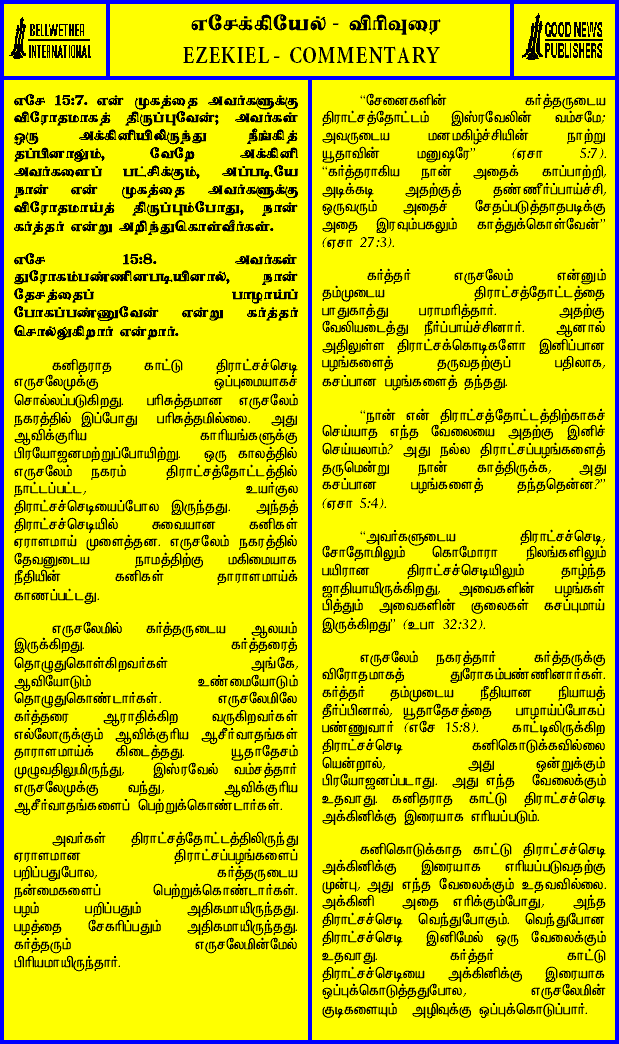 BELLWETHER
INTERNATIONAL
எசேக்கியேல் - விரிவுரை
EZEKIEL - COMMENTARY
GOOD NEWS
PUBLISHERS
எசே 15:7. என் முகத்தை அவர்களுக்கு
விரோதமாகத் திருப்புவேன்; அவர்கள்
ஒரு அக்கினியிலிருந்து நீங்கித்
தப்பினாலும், வேறே அக்கினி
அவர்களைப் பட்சிக்கும், அப்படியே
நான் என் முகத்தை அவர்களுக்கு
விரோதமாய்த் திருப்பும்போது, நான்
கர்த்தர் என்று அறிந்துகொள்வீர்கள்.
எசே 15:8. அவர்கள்
துரோகம்பண்ணினபடியினால், நான்
தேசத்தைப் பாழாய்ப்
போகப்பண்ணுவேன் என்று கர்த்தர்
சொல்லுகிறார் என்றார்.
கனிதராத காட்டு திராட்சச்செடி
எருசலேமுக்கு ஒப்புமையாகச்
சொல்லப்படுகிறது. பரிசுத்தமான எருசலேம்
நகரத்தில் இப்போது பரிசுத்தமில்லை. அது
ஆவிக்குரிய காரியங்களுக்கு
பிரயோஜனமற்றுப்போயிற்று. ஒரு காலத்தில்
எருசலேம் நகரம் திராட்சத்தோட்டத்தில்
நாட்டப்பட்ட, உயர்குல
திராட்சச்செடியைப்போல இருந்தது. அந்தத்
திராட்சச்செடியில் சுவையான கனிகள்
ஏராளமாய் முளைத்தன. எருசலேம் நகரத்தில்
தேவனுடைய நாமத்திற்கு மகிமையாக
நீதியின் கனிகள் தாராளமாய்க்
காணப்பட்டது.
எருசலேமில் கர்த்தருடைய ஆலயம்
இருக்கிறது. கர்த்தரைத்
தொழுதுகொள்கிறவர்கள் அங்கே,
ஆவியோடும் உண்மையோடும்
தொழுதுகொண்டார்கள். எருசலேமிலே
கர்த்தரை ஆராதிக்கிற வருகிறவர்கள்
எல்லோருக்கும் ஆவிக்குரிய ஆசீர்வாதங்கள்
தாராளமாய்க் கிடைத்தது. யூதாதேசம்
முழுவதிலுமிருந்து, இஸ்ரவேல் வம்சத்தார்
எருசலேமுக்கு வந்து, ஆவிக்குரிய
ஆசீர்வாதங்களைப் பெற்றுக்கொண்டார்கள்.
அவர்கள் திராட்சத்தோட்டத்திலிருந்து
ஏராளமான திராட்சப்பழங்களைப்
பறிப்பதுபோல, கர்த்தருடைய
நன்மைகளைப் பெற்றுக்கொண்டார்கள்.
பழம் பறிப்பதும் அதிகமாயிருந்தது.
பழத்தை சேகரிப்பதும் அதிகமாயிருந்தது.
கர்த்தரும் எருசலேமின்மேல்
பிரியமாயிருந்தார்.
“சேனைகளின் கர்த்தருடைய
திராட்சத்தோட்டம் இஸ்ரவேலின் வம்சமே;
அவருடைய மனமகிழ்ச்சியின் நாற்று
யூதாவின் மனுஷரே” (ஏசா 5:7).
“கர்த்தராகிய நான் அதைக் காப்பாற்றி,
அடிக்கடி அதற்குத் தண்ணீர்ப்பாய்ச்சி,
ஒருவரும் அதைச் சேதப்படுத்தாதபடிக்கு
அதை இரவும்பகலும் காத்துக்கொள்வேன்”
(ஏசா 27:3).
கர்த்தர் எருசலேம் என்னும்
தம்முடைய திராட்சத்தோட்டத்தை
பாதுகாத்து பராமரித்தார். அதற்கு
வேலியடைத்து நீர்ப்பாய்ச்சினார். ஆனால்
அதிலுள்ள திராட்சக்கொடிகளோ இனிப்பான
பழங்களைத் தருவதற்குப் பதிலாக,
கசப்பான பழங்களைத் தந்தது.
“நான் என் திராட்சத்தோட்டத்திற்காகச்
செய்யாத எந்த வேலையை அதற்கு இனிச்
செய்யலாம்? அது நல்ல திராட்சப்பழங்களைத்
தருமென்று நான் காத்திருக்க, அது
கசப்பான பழங்களைத் தந்ததென்ன?”
(ஏசா 5:4).
“அவர்களுடைய திராட்சச்செடி,
சோதோமிலும் கொமோரா நிலங்களிலும்
பயிரான திராட்சச்செடியிலும் தாழ்ந்த
ஜாதியாயிருக்கிறது, அவைகளின் பழங்கள்
பித்தும் அவைகளின் குலைகள் கசப்புமாய்
இருக்கிறது” (உபா 32:32).
எருசலேம் நகரத்தார் கர்த்தருக்கு
விரோதமாகத் துரோகம்பண்ணினார்கள்.
கர்த்தர் தம்முடைய நீதியான நியாயத்
தீர்ப்பினால், யூதாதேசத்தை பாழாய்ப்போகப்
பண்ணுவார் (எசே 15:8). காட்டிலிருக்கிற
திராட்சச்செடி கனிகொடுக்கவில்லை
யென்றால், அது ஒன்றுக்கும்
பிரயோஜனப்படாது. அது எந்த வேலைக்கும்
உதவாது. கனிதராத காட்டு திராட்சச்செடி
அக்கினிக்கு இரையாக எரியப்படும்.
கனிகொடுக்காத காட்டு திராட்சச்செடி
அக்கினிக்கு இரையாக எரியப்படுவதற்கு
முன்பு, அது எந்த வேலைக்கும் உதவவில்லை.
அக்கினி அதை எரிக்கும்போது, அந்த
திராட்சச்செடி வெந்துபோகும். வெந்துபோன
திராட்சச்செடி இனிமேல் ஒரு வேலைக்கும்
உதவாது. கர்த்தர் காட்டு
திராட்சச்செடியை அக்கினிக்கு இரையாக
ஒப்புக்கொடுத்ததுபோல, எருசலேமின்
குடிகளையும் அழிவுக்கு ஒப்புக்கொடுப்பார்.